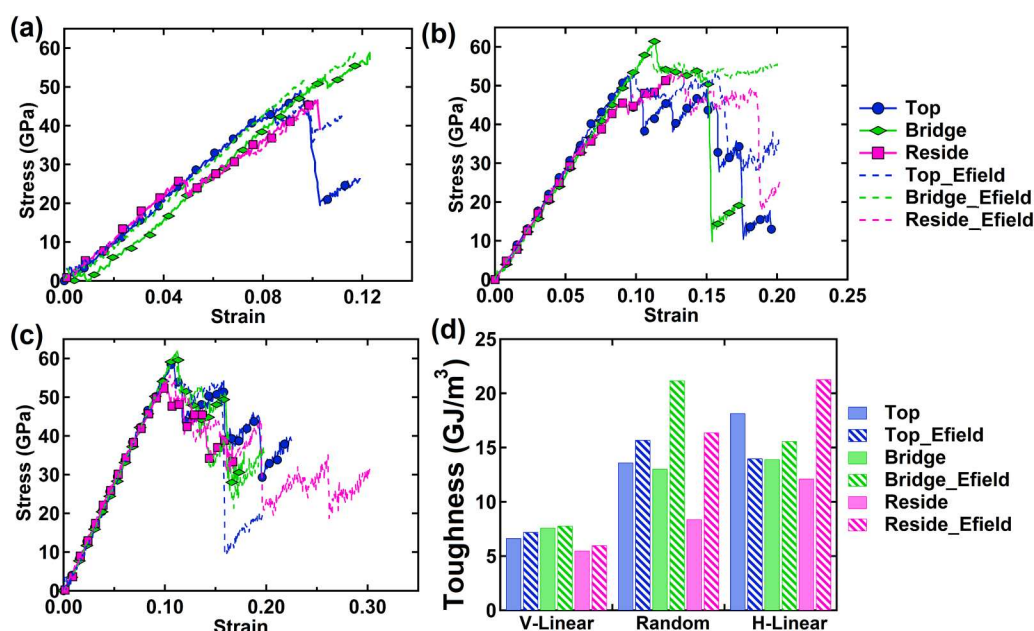 (a)
60
50
40
30
20
10
0
Stress (GPa)
0.00 0.04 0.08 0.12
Strain
(b)
60
50
40
30
20
10
0
Stress (GPa)
0.00 0.05 0.10 0.15 0.20 0.25
Strain
Top
Bridge
Reside
Top_Efield
Bridge_Efield
Reside_Efield
(c)
60
50
40
30
20
10
0
Stress (GPa)
0.00 0.10 0.20 0.30
Strain
(d)
25
20
15
10
5
0
Toughness (GJ/m³)
V-Linear Random H-Linear
Top
Top_Efield
Bridge
Bridge_Efield
Reside
Reside_Efield